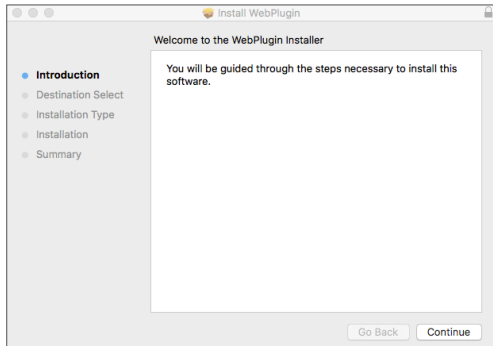 Install WebPlugin
Welcome to the WebPlugin Installer
Introduction
Destination Select
Installation Type
Installation
Summary
You will be guided through the steps necessary to install this
software.
Go Back
Continue